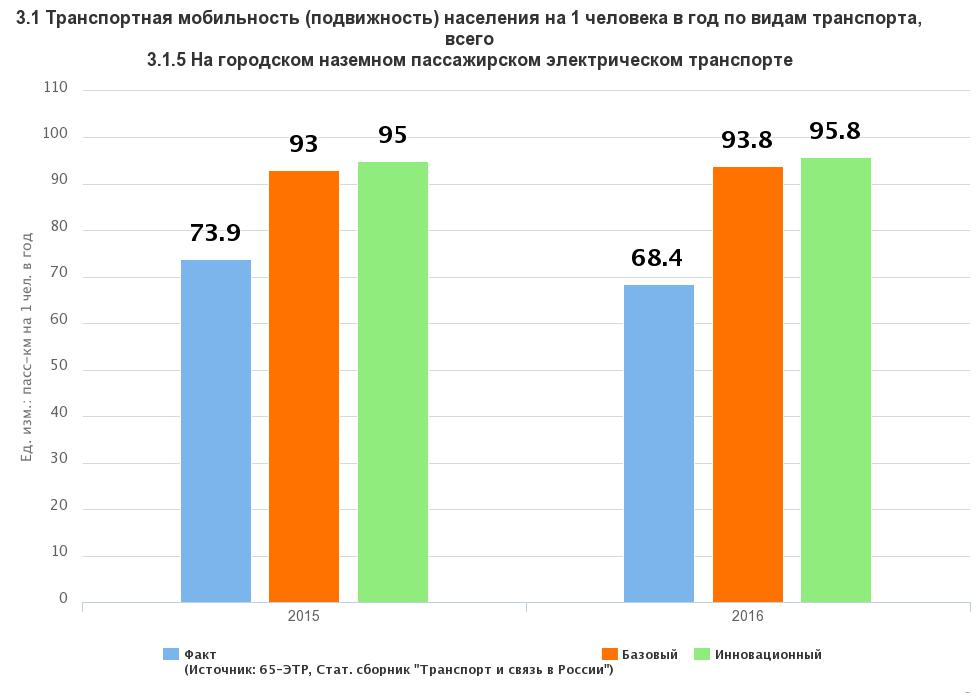 3.1 Транспортная мобильность (подвижность) населения на 1 человека в год по видам транспорта,
всего
3.1.5 На городском наземном пассажирском электрическом транспорте
Ед. изм.: пасс-км на 1 чел. в год
110
100
90
80
70
60
50
40
30
20
10
0
73.9
93
95
68.4
93.8
95.8
2015
2016
Факт
(Источник: 65-ЭТР, Стат. сборник "Транспорт и связь в России")
Базовый
Инновационный